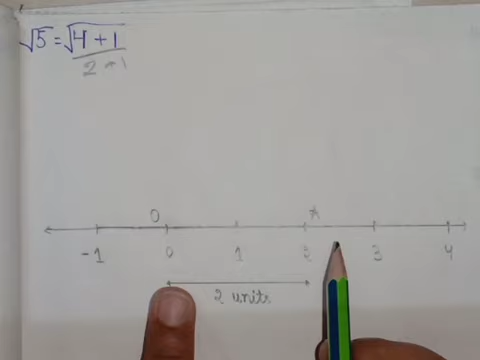 √5 = √4 + 1
2 1
O A
-1 0 1 2 3 4
2 units